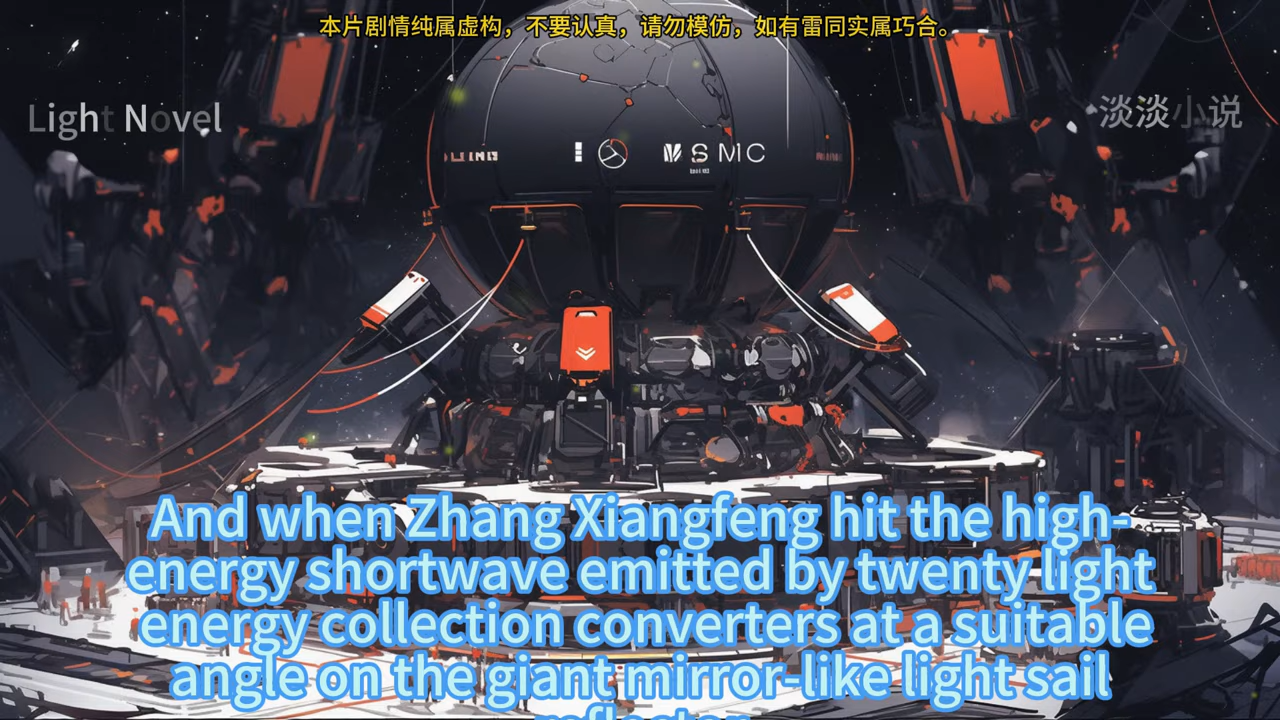 本片剧情纯属虚构，不要认真，请勿模仿，如有雷同实属巧合。
Light Novel
淡淡小说
SMC
And when Zhang Xiangfeng hit the high-
energy shortwave emitted by twenty light
energy collection converters at a suitable
angle on the giant mirror-like light sail
reflector